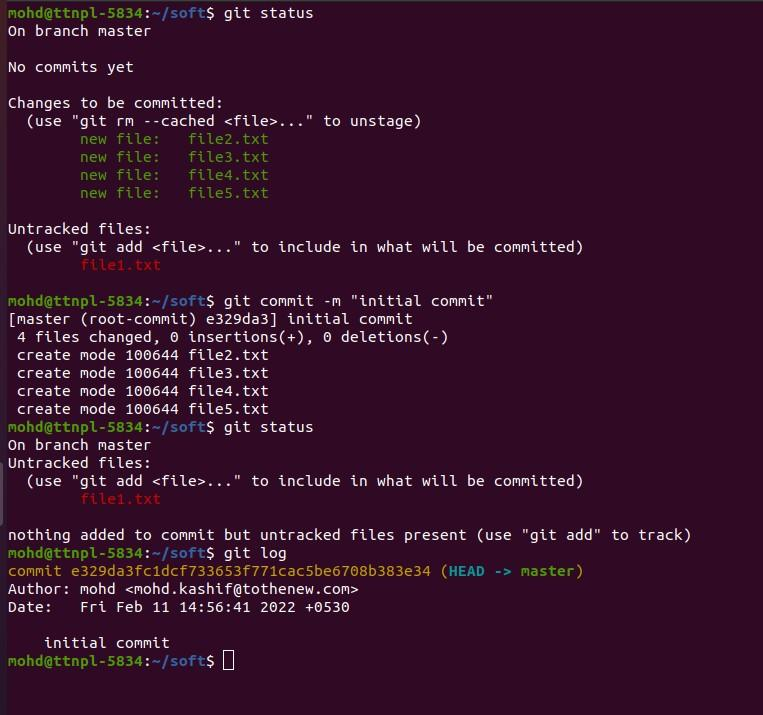 mohd@ttnpl-5834:~/soft$ git status
On branch master
No commits yet
Changes to be committed:
  (use "git rm --cached <file>..." to unstage)
        new file:   file2.txt
        new file:   file3.txt
        new file:   file4.txt
        new file:   file5.txt
Untracked files:
  (use "git add <file>..." to include in what will be committed)
        file1.txt
mohd@ttnpl-5834:~/soft$ git commit -m "initial commit"
[master (root-commit) e329da3] initial commit
 4 files changed, 0 insertions(+), 0 deletions(-)
 create mode 100644 file2.txt
 create mode 100644 file3.txt
 create mode 100644 file4.txt
 create mode 100644 file5.txt
mohd@ttnpl-5834:~/soft$ git status
On branch master
Untracked files:
  (use "git add <file>..." to include in what will be committed)
        file1.txt
nothing added to commit but untracked files present (use "git add" to track)
mohd@ttnpl-5834:~/soft$ git log
commit e329da3fc1dcf733653f771cac5be6708b383e34 (HEAD -> master)
Author: mohd <mohd.kashif@tothenew.com>
Date:   Fri Feb 11 14:56:41 2022 +0530
    initial commit
mohd@ttnpl-5834:~/soft$